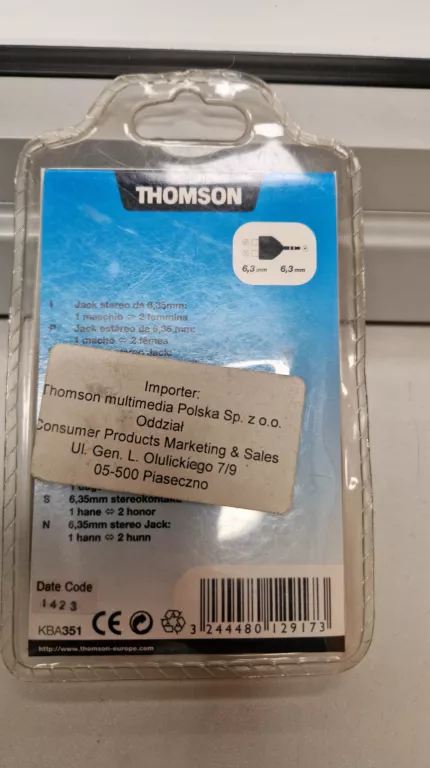 THOMSON
6,3 mm 6,3 mm
I Jack stereo da 6,35mm:
1 maschio ⇔ 2 femmina
P Jack estéreo de 6,35 mm:
1 macho ⇔ 2 fêmea
Jack:
Importer:
Thomson multimedia Polska Sp. z o.o.
Oddział
Consumer Products Marketing & Sales
Ul. Gen. L. Olulickiego 7/9
05-500 Piaseczno
S 6,35mm stereokontakt
1 hane ⇔ 2 honor
N 6,35mm stereo Jack:
1 hann ⇔ 2 hunn
Date Code
1423
KBA351 CE
3 244480 129173
http://www.thomson-europe.com